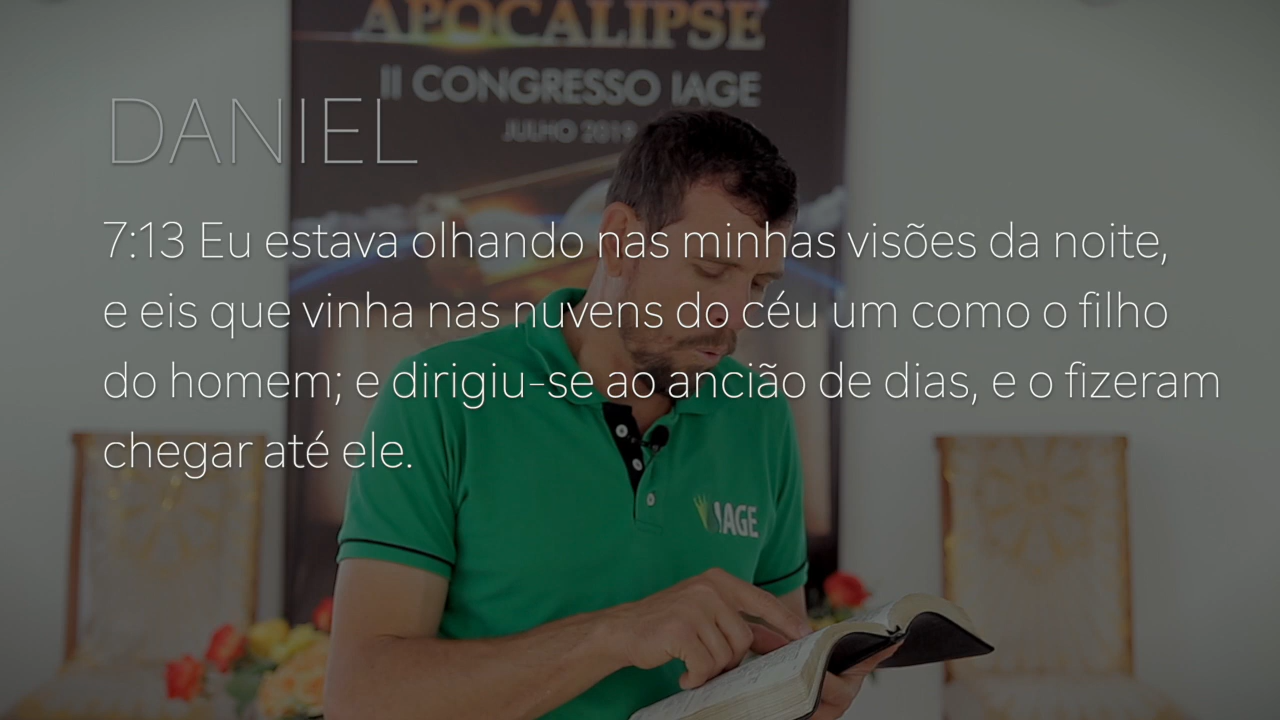 APOCALIPSE
II CONGRESSO IAGE
JULHO 2019
DANIEL
7:13 Eu estava olhando nas minhas visões da noite,
e eis que vinha nas nuvens do céu um como o filho
do homem; e dirigiu-se ao ancião de dias, e o fizeram
chegar até ele.
IAGE